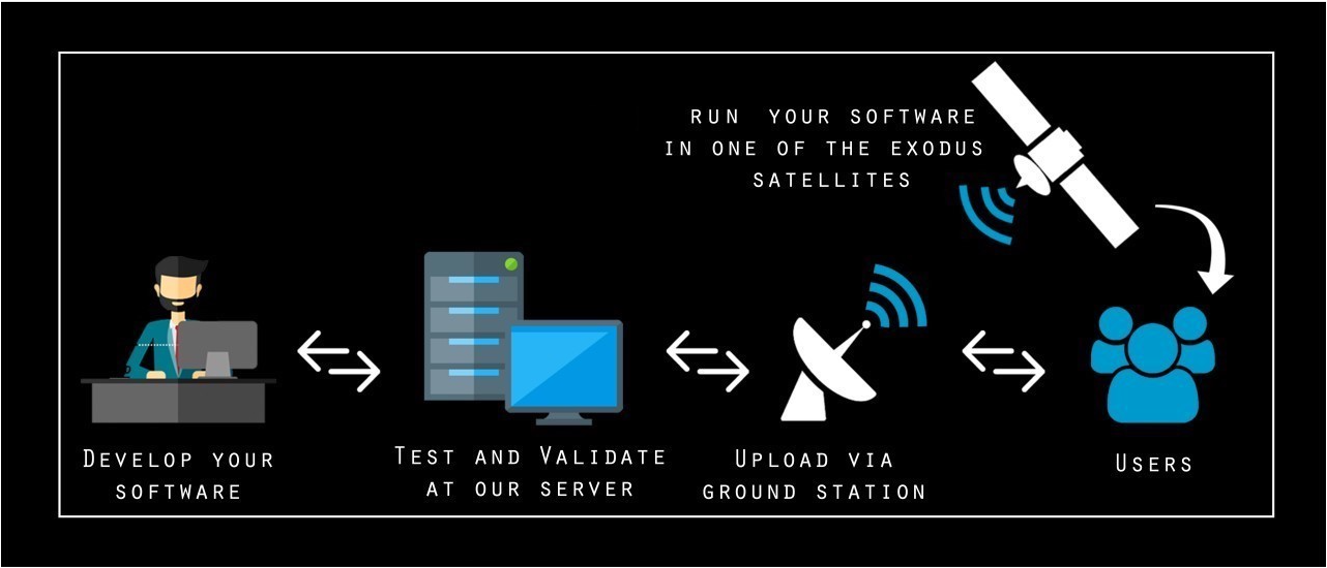 RUN YOUR SOFTWARE
IN ONE OF THE EXODUS
SATELLITES
DEVELOP YOUR
SOFTWARE
TEST AND VALIDATE
AT OUR SERVER
UPLOAD VIA
GROUND STATION
USERS